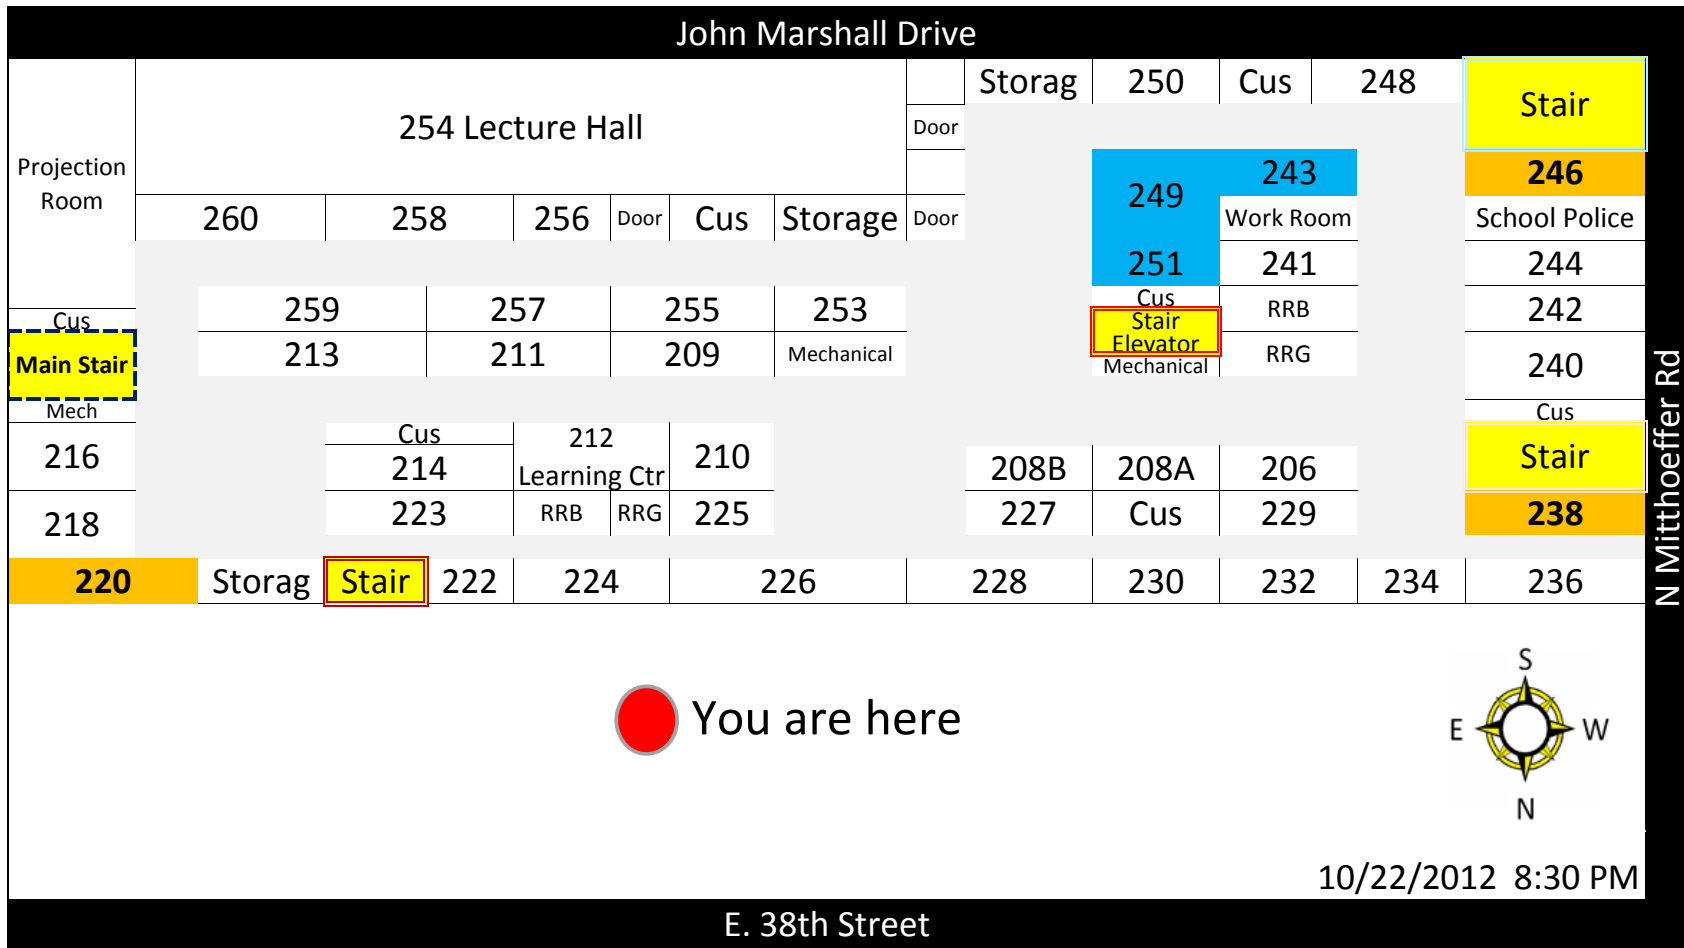 John Marshall Drive
Storag 250 Cus 248
Stair
254 Lecture Hall
Door
Projection
Room
249
243
246
260 258 256 Door Cus Storage Door
Work Room
School Police
251 241 244
259 257 255 253
Cus
RRB
242
Cus
Stair
Elevator
Main Stair
213 211 209 Mechanical
Mechanical
RRG
240
Mech
Cus
216
Cus
214
212
Learning Ctr
210
208B 208A 206
Stair
218
223 RRB RRG 225
227 Cus 229
238
220 Storag Stair 222 224 226 228 230 232 234 236
N Mitthoeffer Rd
You are here
S
E W
N
10/22/2012 8:30 PM
E. 38th Street